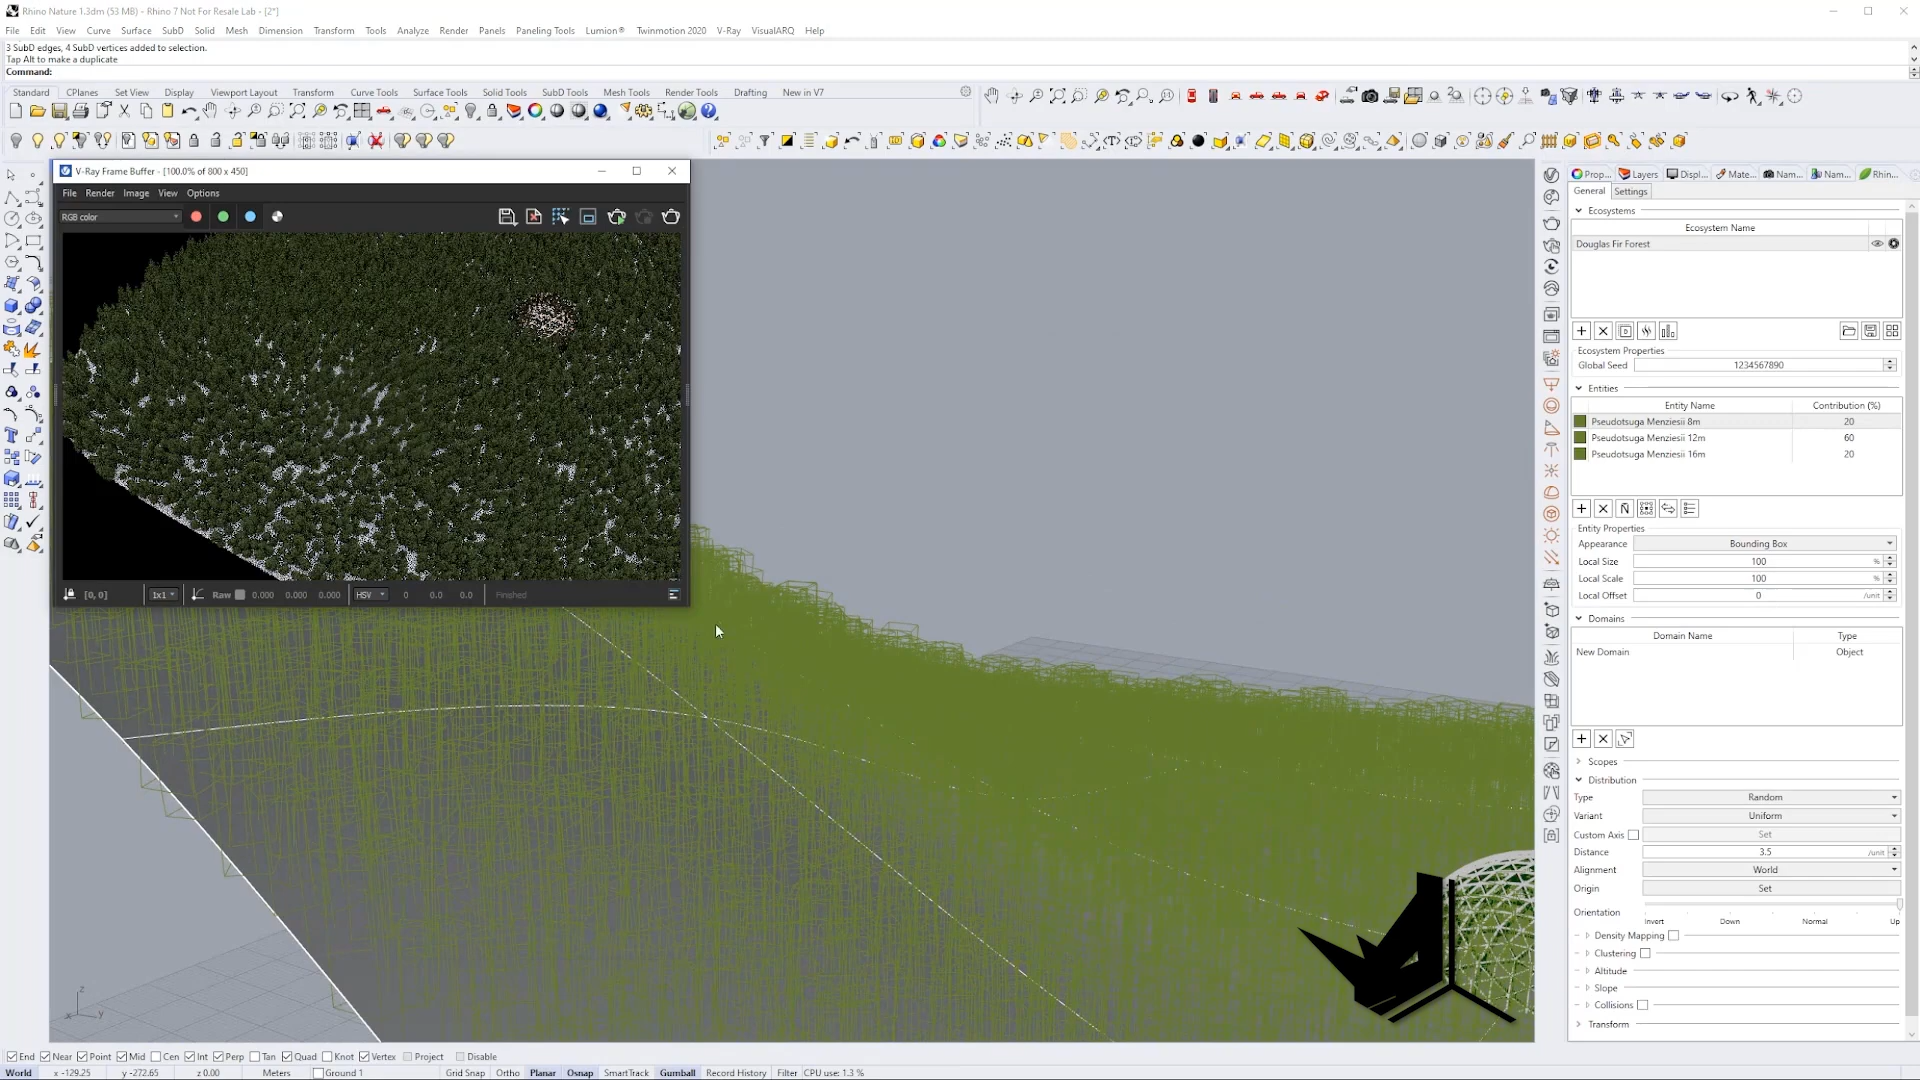 Rhino Nature 1.3dm (53 MB) - Rhino 7 Not For Resale Lab - [2*]
File Edit View Curve Surface SubD Solid Mesh Dimension Transform Tools Analyze Render Panels Paneling Tools Lumion® Twinmotion 2020 V-Ray VisualARQ Help
3 SubD edges, 4 SubD vertices added to selection.
Tap Alt to make a duplicate
Command:
Standard CPlanes Set View Display Viewport Layout Transform Curve Tools Surface Tools Solid Tools SubD Tools Mesh Tools Render Tools Drafting New in V7
V-Ray Frame Buffer - [100.0% of 800 x 450]
File Render Image View Options
RGB color
[0, 0] 1x1 Raw 0.000 0.000 0.000 HSV 0 0.0 0.0 Finished
Prop... Layers Displ... Mate... Nam... Nam... Rhin...
General Settings
Ecosystems
Ecosystem Name
Douglas Fir Forest
Ecosystem Properties
Global Seed 1234567890
Entities
Entity Name Contribution (%)
Pseudotsuga Menziesii 8m 20
Pseudotsuga Menziesii 12m 60
Pseudotsuga Menziesii 16m 20
Entity Properties
Appearance Bounding Box
Local Size 100 %
Local Scale 100 %
Local Offset 0 /unit
Domains
Domain Name Type
New Domain Object
Scopes
Distribution
Type Random
Variant Uniform
Custom Axis Set
Distance 3.5 /unit
Alignment World
Origin Set
Orientation
Invert Down Normal Up
Density Mapping
Clustering
Altitude
Slope
Collisions
Transform
z
x y
End Near Point Mid Cen Int Perp Tan Quad Knot Vertex Project Disable
World x -129.25 y -272.65 z 0.00 Meters Ground 1 Grid Snap Ortho Planar Osnap SmartTrack Gumball Record History Filter CPU use: 1.3 %